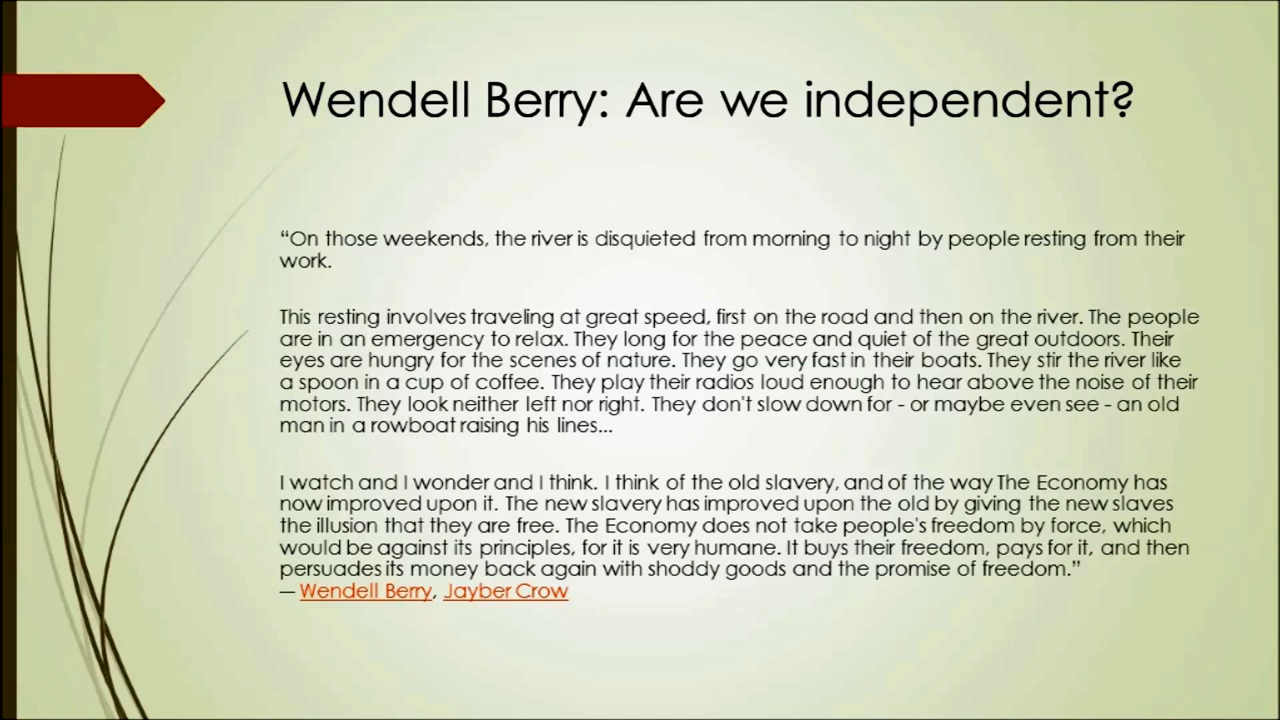 Wendell Berry: Are we independent?
“On those weekends, the river is disquieted from morning to night by people resting from their
work.
This resting involves traveling at great speed, first on the road and then on the river. The people
are in an emergency to relax. They long for the peace and quiet of the great outdoors. Their
eyes are hungry for the scenes of nature. They go very fast in their boats. They stir the river like
a spoon in a cup of coffee. They play their radios loud enough to hear above the noise of their
motors. They look neither left nor right. They don't slow down for - or maybe even see - an old
man in a rowboat raising his lines...
I watch and I wonder and I think. I think of the old slavery, and of the way The Economy has
now improved upon it. The new slavery has improved upon the old by giving the new slaves
the illusion that they are free. The Economy does not take people's freedom by force, which
would be against its principles, for it is very humane. It buys their freedom, pays for it, and then
persuades its money back again with shoddy goods and the promise of freedom.”
― Wendell Berry, Jayber Crow